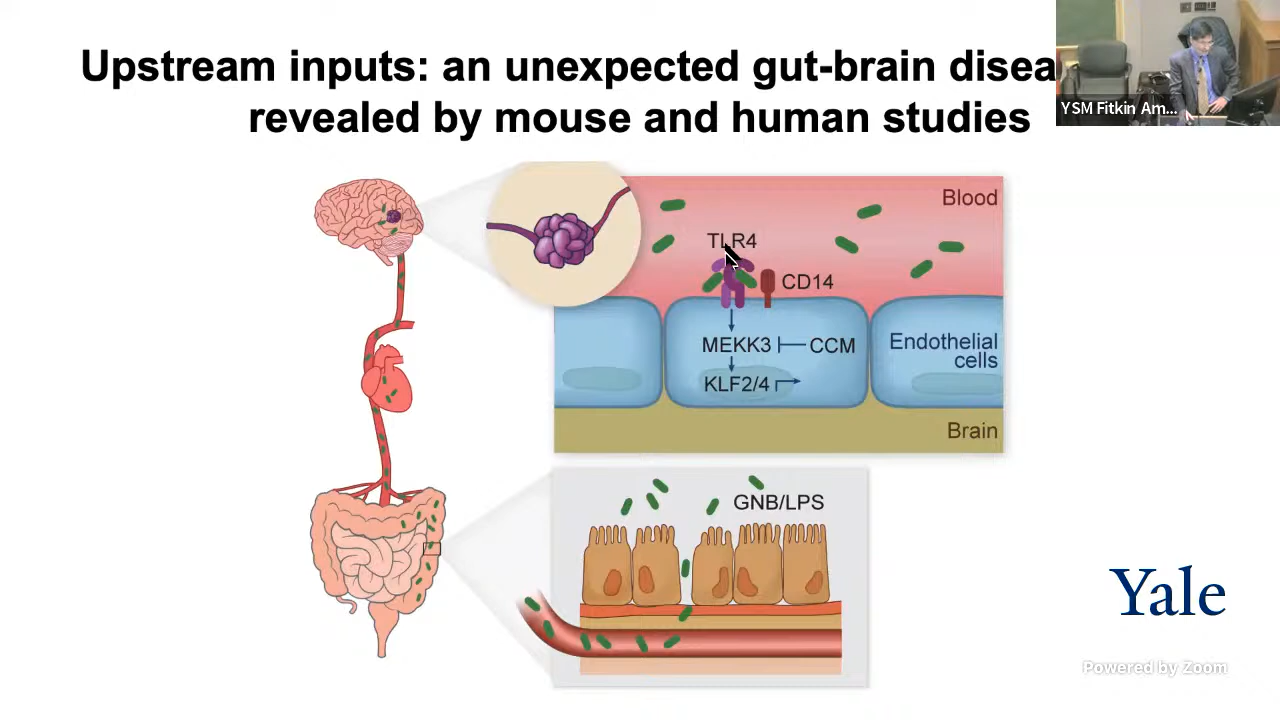 Upstream inputs: an unexpected gut-brain disea
revealed by mouse and human studies
YSM Fitkin Am...
Blood
TLR4
CD14
MEKK3
CCM
Endothelial
cells
KLF2/4
Brain
GNB/LPS
Yale
Powered by Zoom